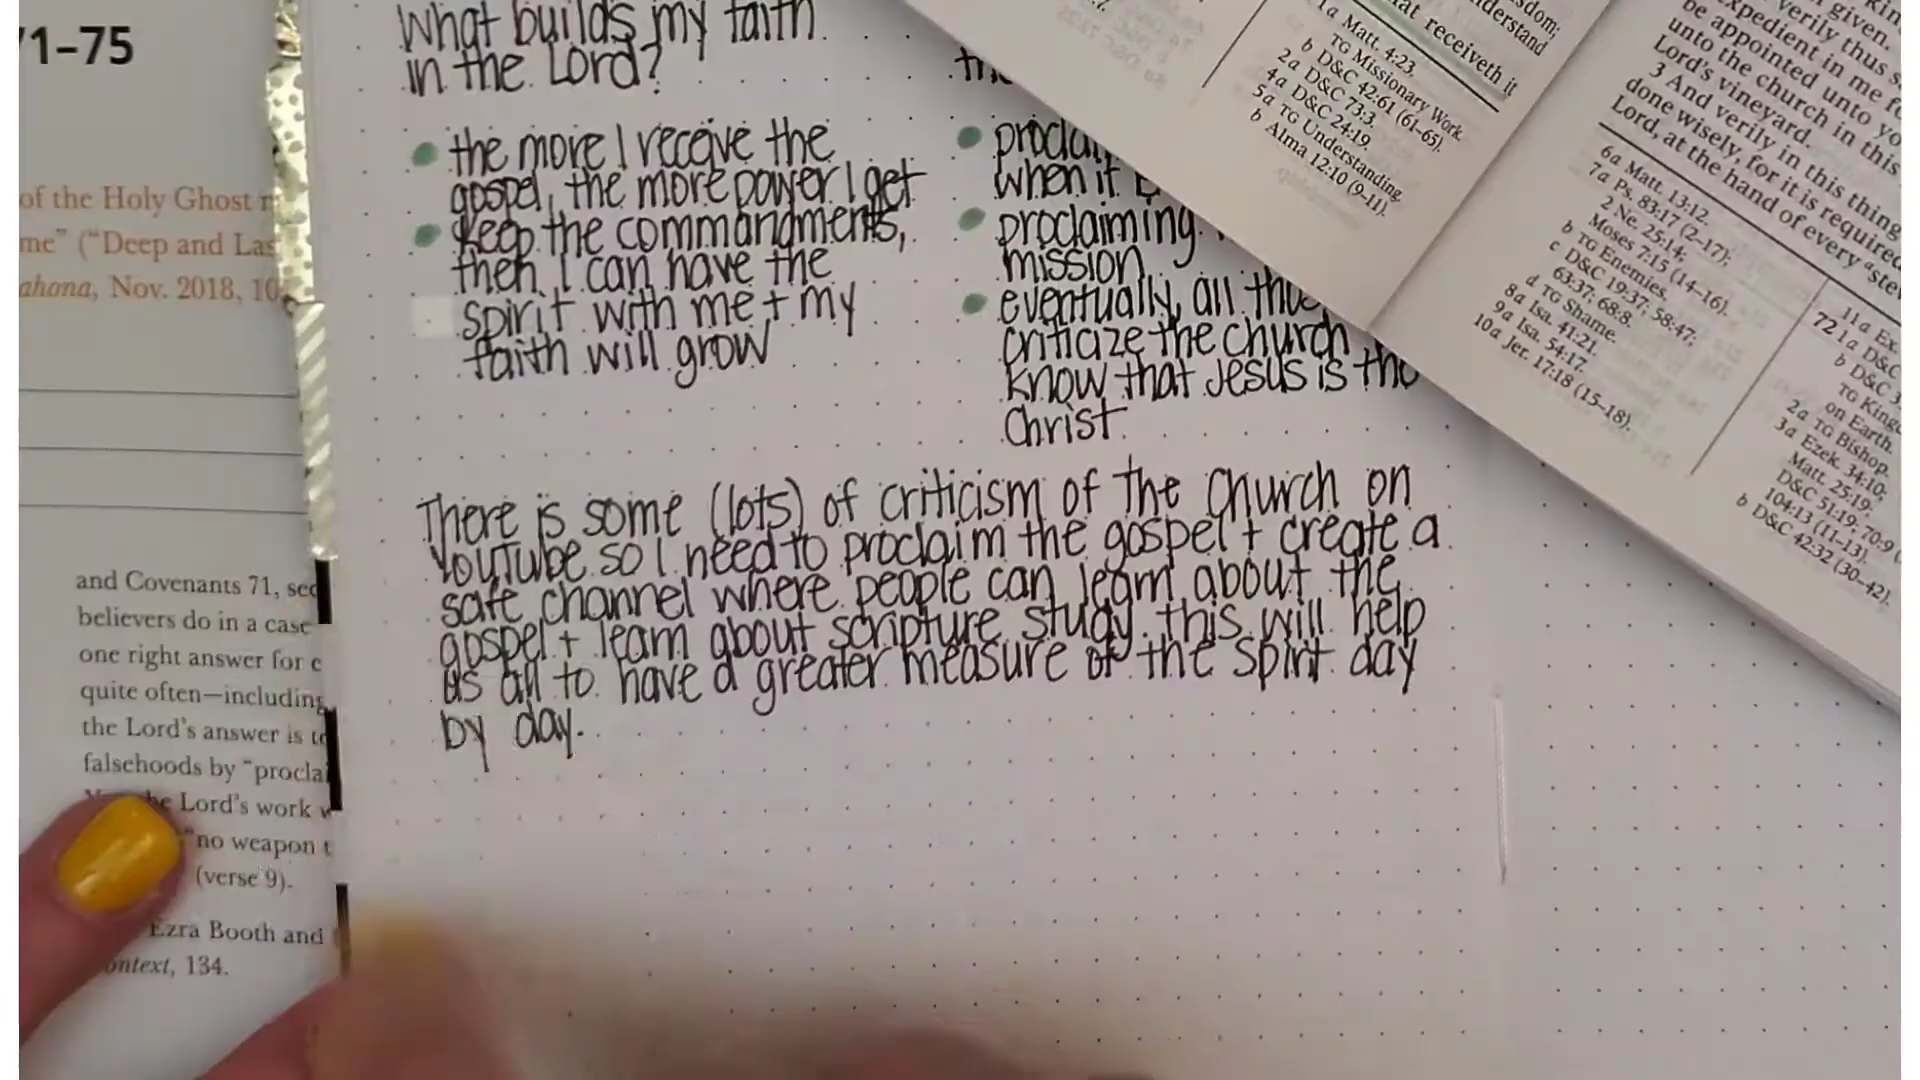 71–75
of the Holy Ghost
me” (“Deep and Las
ahona, Nov. 2018, 10
and Covenants 71, sec
believers do in a case
one right answer for
quite often—including
the Lord's answer is
falsehoods by “proclai
Lord's work
“no weapon
(verse 9).
Ezra Booth and
ontext, 134.
What builds my faith
in the Lord?
the more I receive the
gospel, the more power I get
keep the commandments,
then I can have the
spirit with me + my
faith will grow
when it
proclaiming
mission
eventually, all
criticize the church
know that Jesus is the
Christ
There is some (lots) of criticism of the Church on
YouTube so I need to proclaim the gospel + create a
safe channel where people can learn about the
gospel + learn about scripture study. this will help
us all to have a greater measure of the Spirit day
by day.
sdom;
nderstand
at receiveth it
1a Matt. 4:23.
TG Missionary Work.
b D&C 42:61 (61–65).
2a D&C 73:3.
4a D&C 24:19.
5a TG Understanding.
b Alma 12:10 (9–11).
given.
verily thus
expedient in me
be appointed unto
unto the church in this
Lord's vineyard.
3 And verily in this thing
done wisely, for it is required
Lord, at the hand of every
6a Matt. 13:12.
7a Ps. 83:17 (2–17);
2 Ne. 25:14;
Moses 7:15 (14–16).
b TG Enemies.
c D&C 19:37; 58:47;
63:37; 68:8.
d TG Shame.
8a Isa. 41:21.
9a Isa. 54:17.
10a Jer. 17:18 (15–18).
11a Ex.
72 1a D&C
b D&C
TG
on Earth.
2a TG Bishop.
3a Ezek. 34:10;
Matt. 25:19;
D&C 51:19; 70:9
104:13 (11–13).
b D&C 42:32 (30–42).